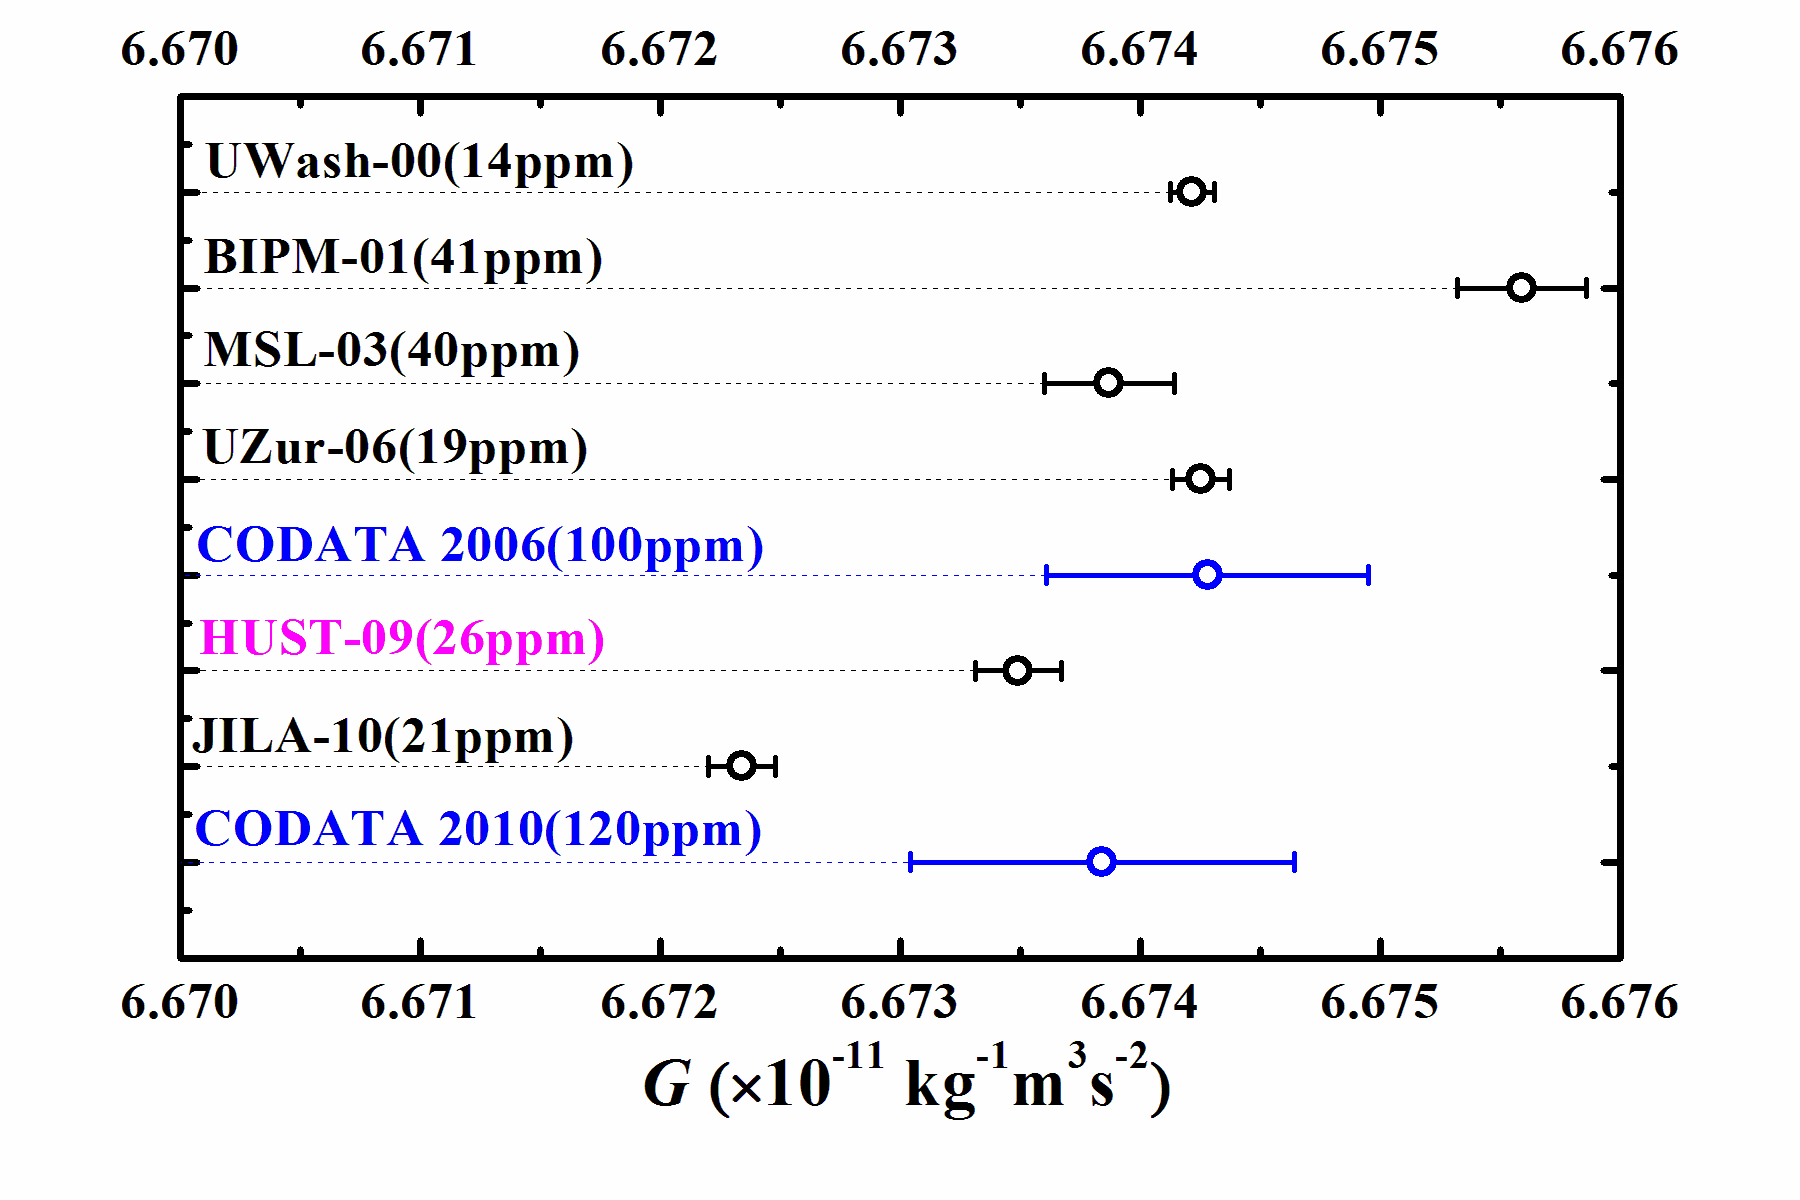 6.670 6.671 6.672 6.673 6.674 6.675 6.676
UWash-00(14ppm)
BIPM-01(41ppm)
MSL-03(40ppm)
UZur-06(19ppm)
CODATA 2006(100ppm)
HUST-09(26ppm)
JILA-10(21ppm)
CODATA 2010(120ppm)
6.670 6.671 6.672 6.673 6.674 6.675 6.676
G (×10⁻¹¹ kg⁻¹m³s⁻²)